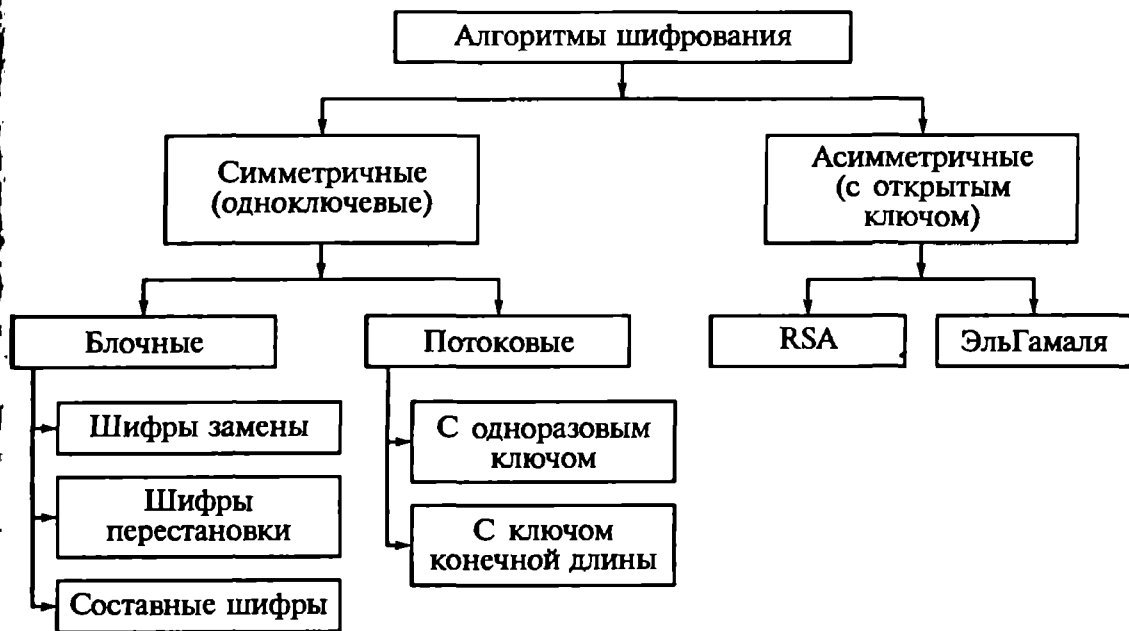 Алгоритмы шифрования
Симметричные
(одноключевые)
Асимметричные
(с открытым
ключом)
Блочные
Потоковые
RSA
ЭльГамаля
Шифры замены
С одноразовым
ключом
Шифры
перестановки
С ключом
конечной длины
Составные шифры